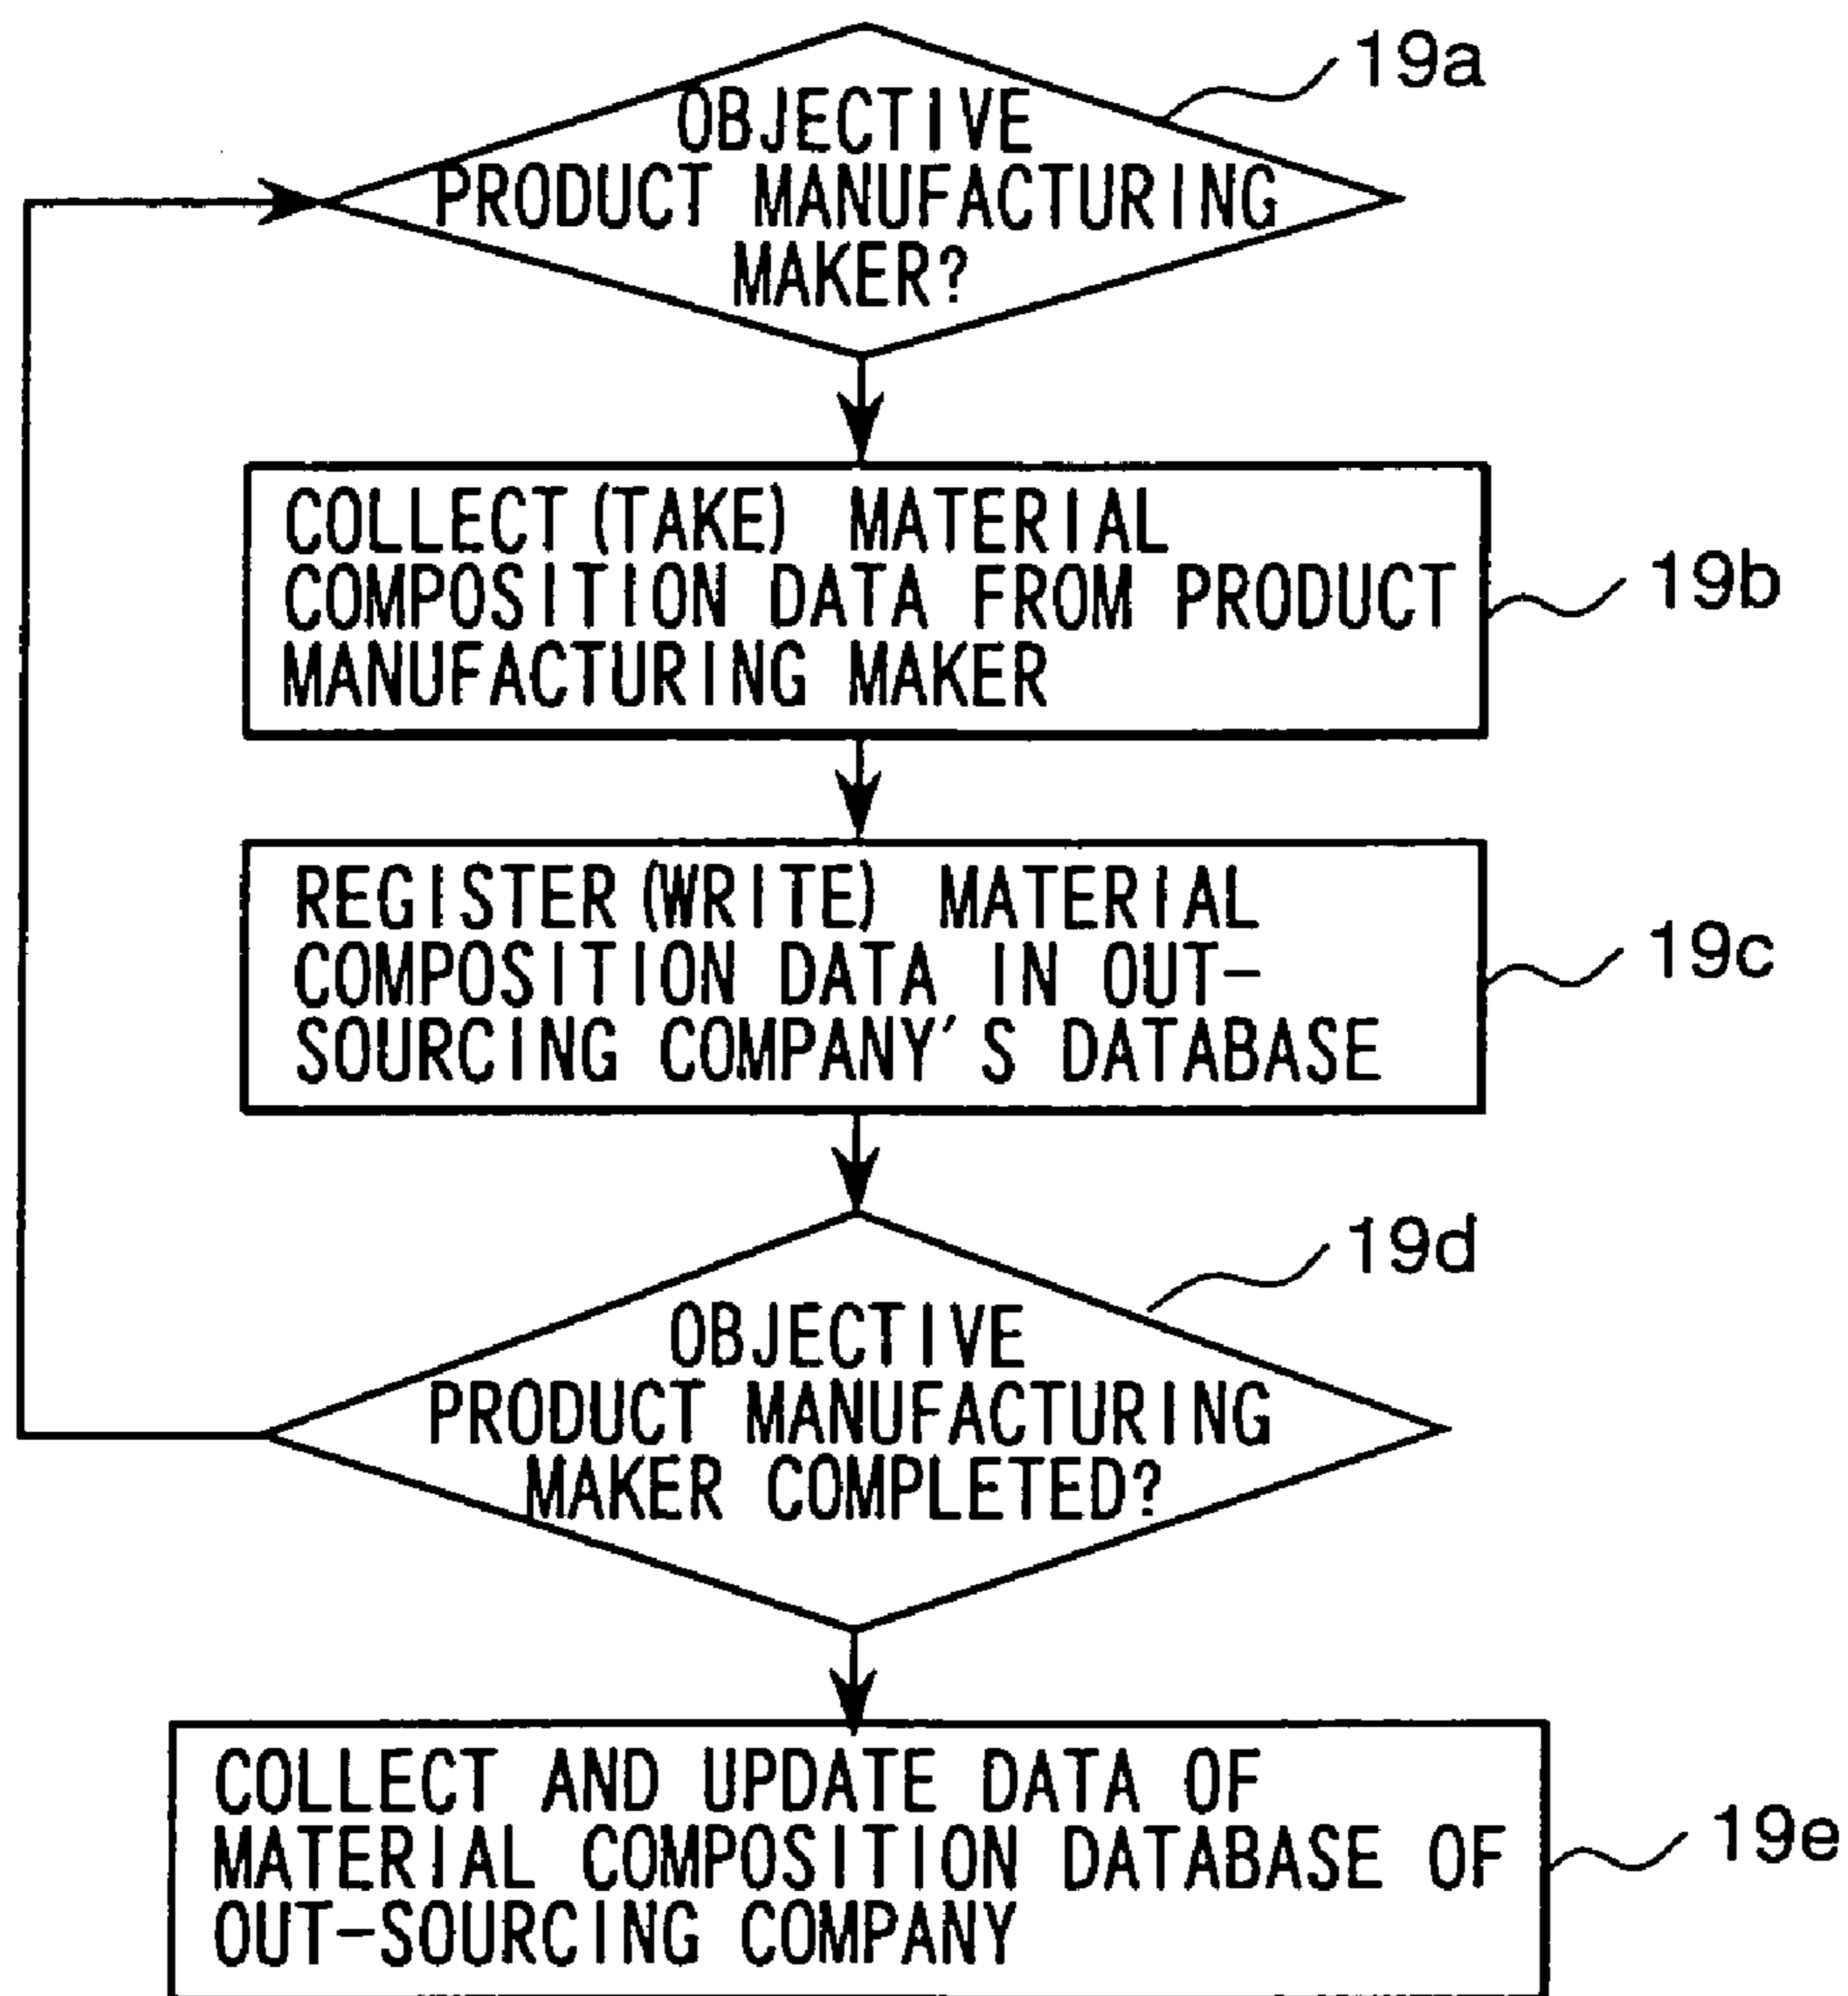 19a
OBJECTIVE
PRODUCT MANUFACTURING
MAKER?
COLLECT(TAKE) MATERIAL
COMPOSITION DATA FROM PRODUCT
MANUFACTURING MAKER
19b
REGISTER(WRITE) MATERIAL
COMPOSITION DATA IN OUT-
SOURCING COMPANY'S DATABASE
19c
19d
OBJECTIVE
PRODUCT MANUFACTURING
MAKER COMPLETED?
COLLECT AND UPDATE DATA OF
MATERIAL COMPOSITION DATABASE OF
OUT-SOURCING COMPANY
19e